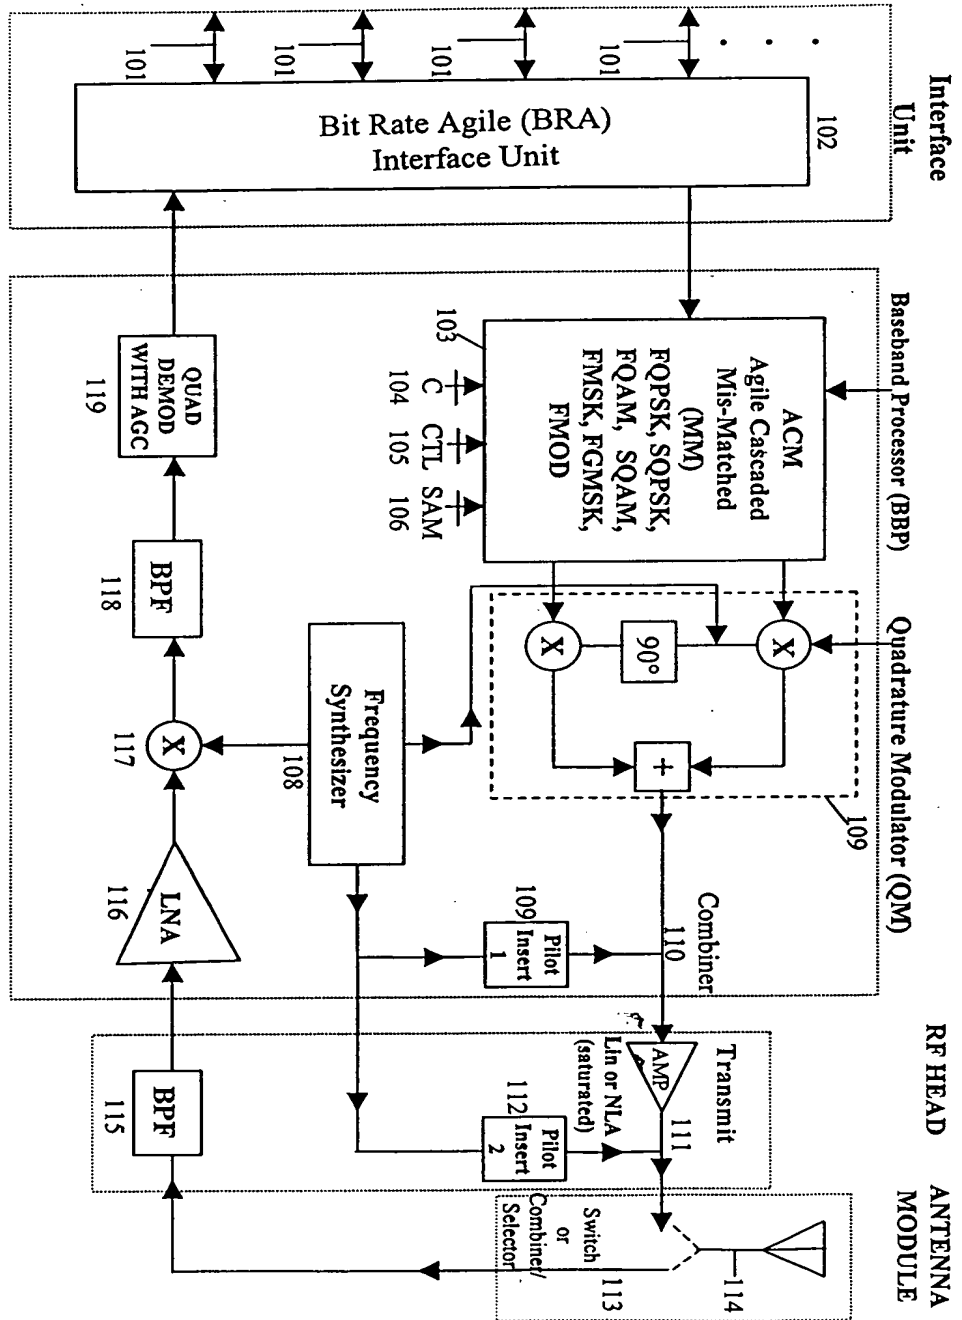 Interface
Unit
Baseband Processor (BBP)
Quadrature Modulator (QM)
RF HEAD
ANTENNA
MODULE
102
Bit Rate Agile (BRA)
Interface Unit
101
101
101
101
ACM
Agile Cascaded
Mis-Matched
(MM)
FQPSK, SQPSK,
FQAM, SQAM,
FMSK, FGMSK,
FMOD
103
C
104
CTL
105
SAM
106
X
90°
X
+
109
Combiner
110
109
Pilot
Insert
1
Transmit
AMP
111
Lin or NLA
(saturated)
112
Pilot
Insert
2
114
Switch
or
Combiner/
Selector
113
Frequency
Synthesizer
108
QUAD
DEMOD
WITH AGC
119
BPF
118
X
117
LNA
116
BPF
115